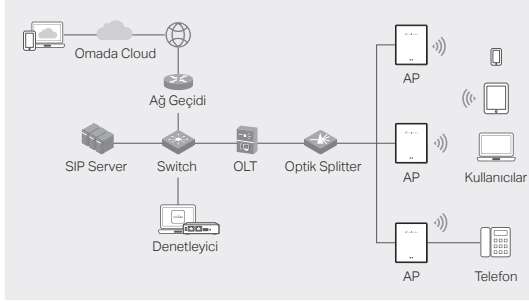 Omada Cloud
Ağ Geçidi
SIP Server
Switch
OLT
Optik Splitter
Denetleyici
AP
AP
AP
Kullanıcılar
Telefon